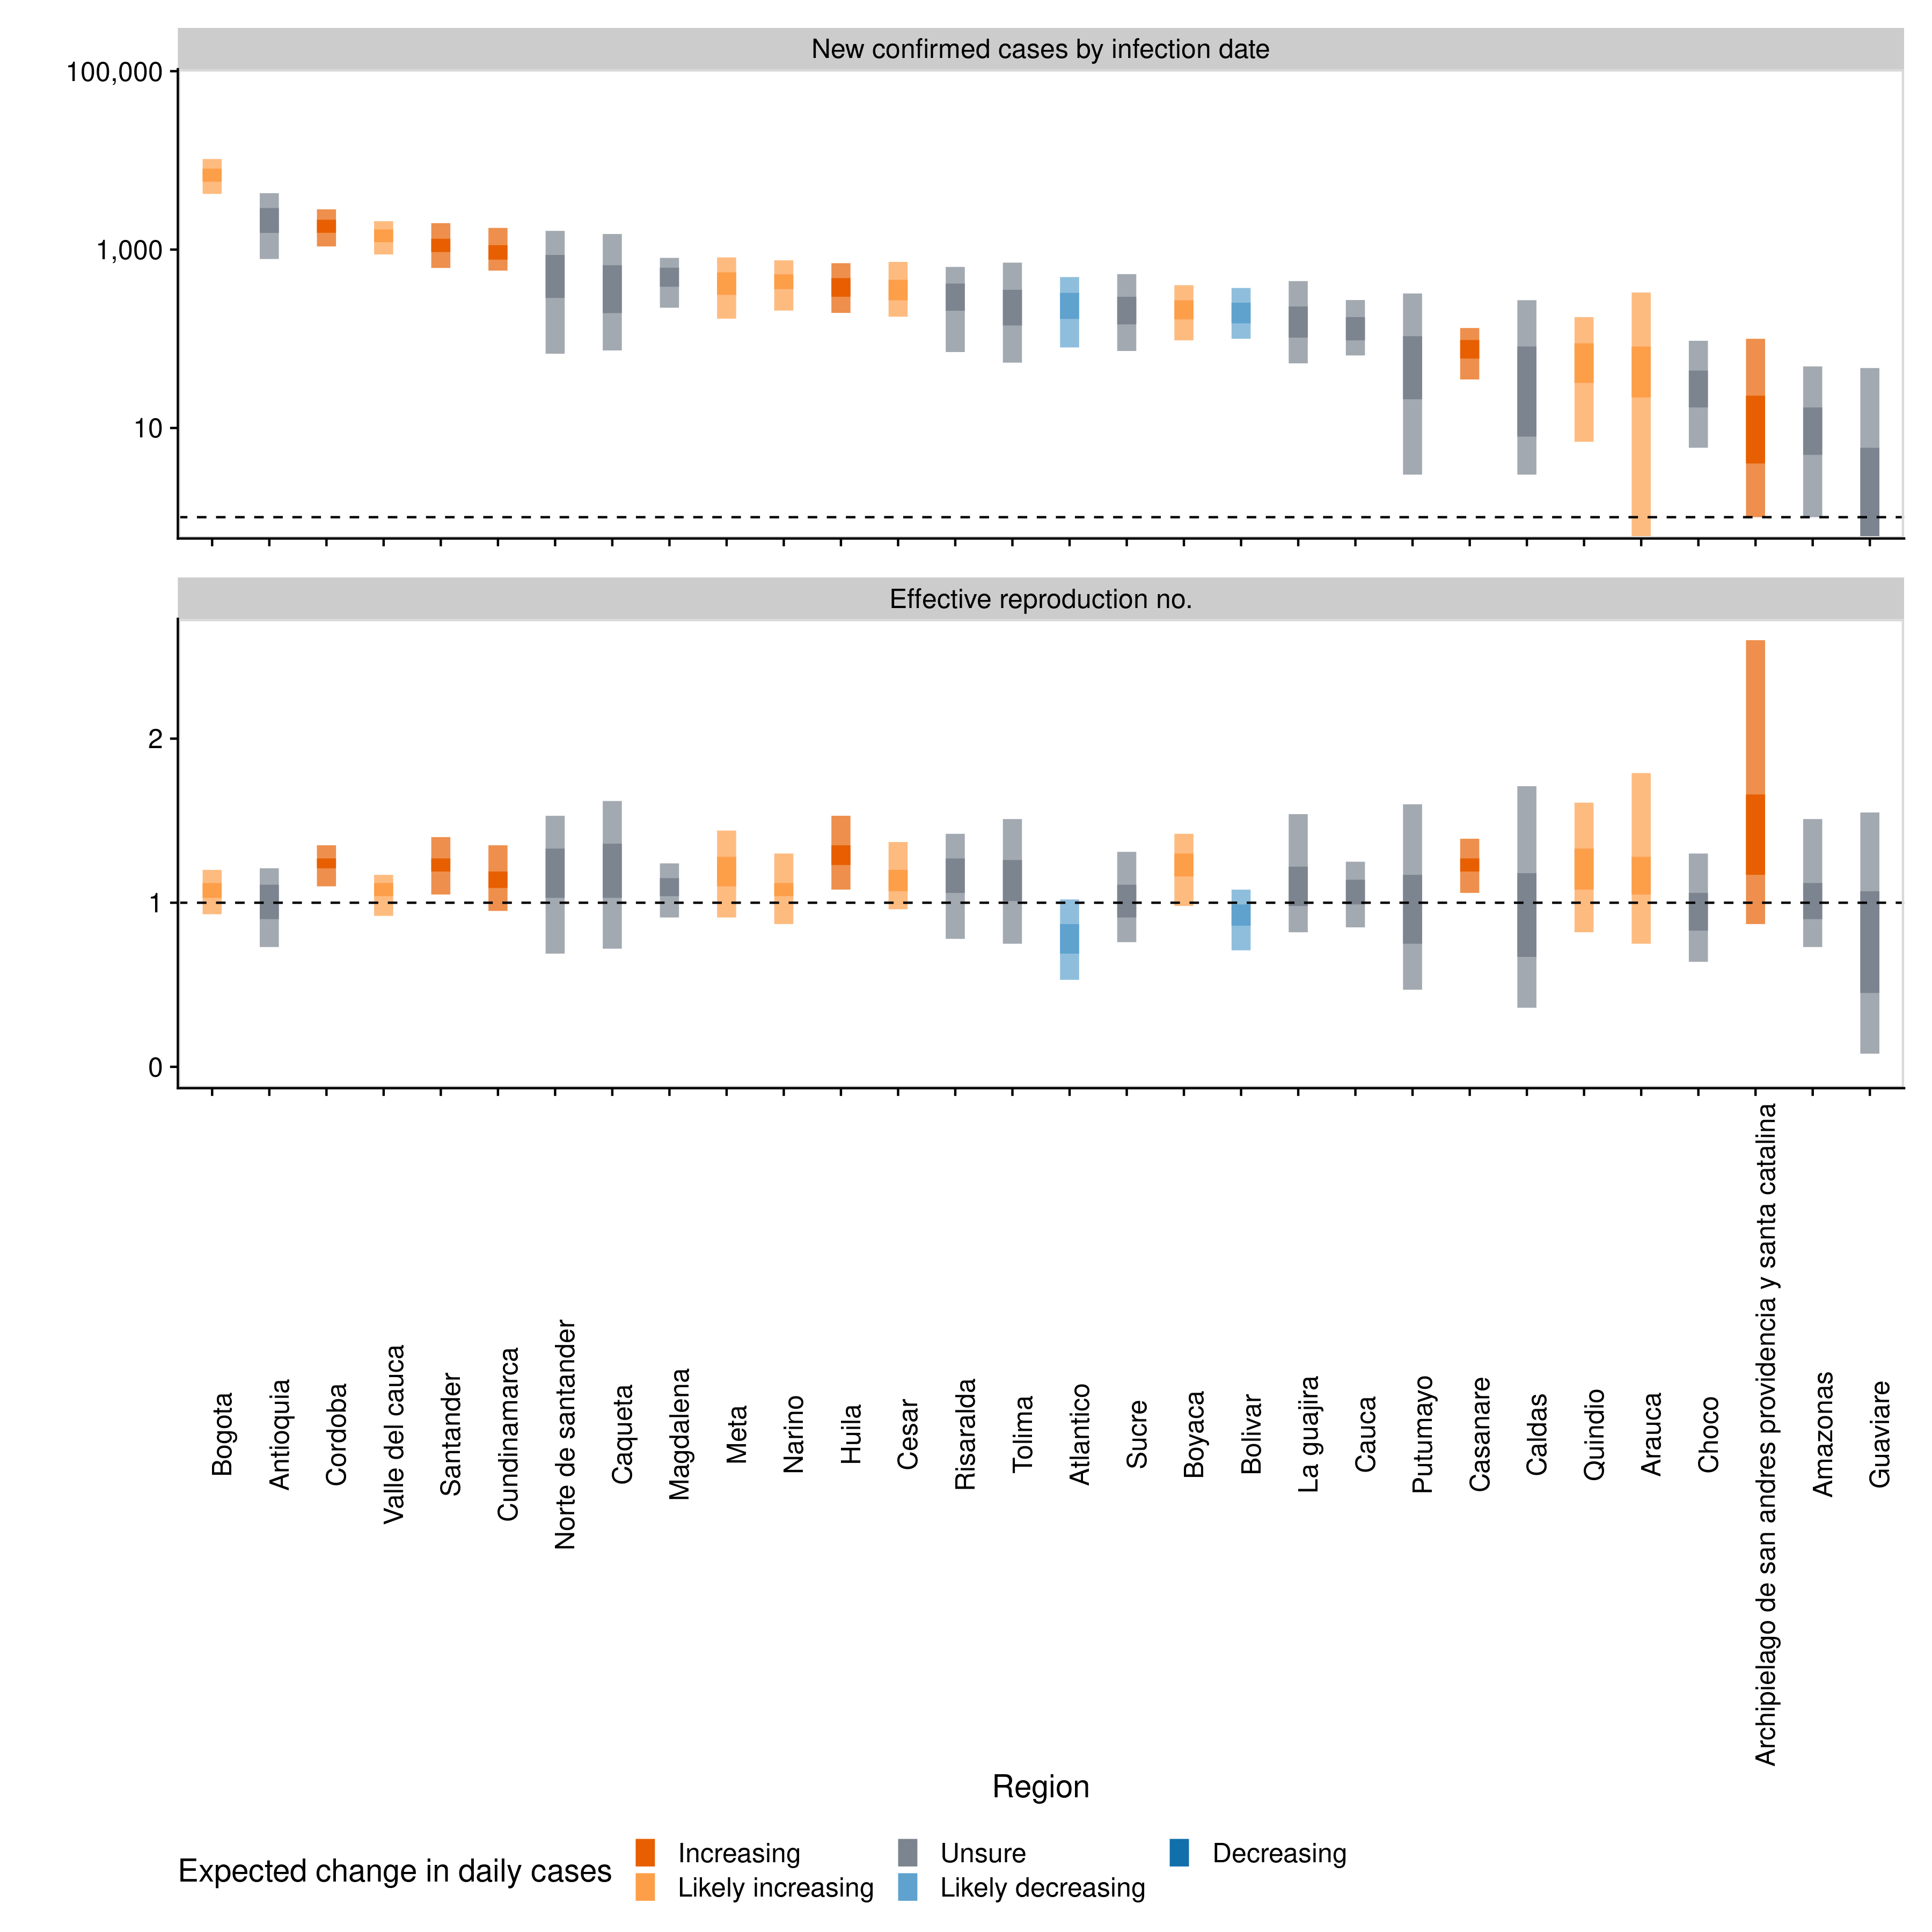 New confirmed cases by infection date
100,000
1,000
10
Effective reproduction no.
2
1
0
Bogota
Antioquia
Cordoba
Valle del cauca
Santander
Cundinamarca
Norte de santander
Caqueta
Magdalena
Meta
Narino
Huila
Cesar
Risaralda
Tolima
Atlantico
Sucre
Boyaca
Bolivar
La guajira
Cauca
Putumayo
Casanare
Caldas
Quindio
Arauca
Choco
Archipielago de san andres providencia y santa catalina
Amazonas
Guaviare
Region
Expected change in daily cases
Increasing
Likely increasing
Unsure
Likely decreasing
Decreasing